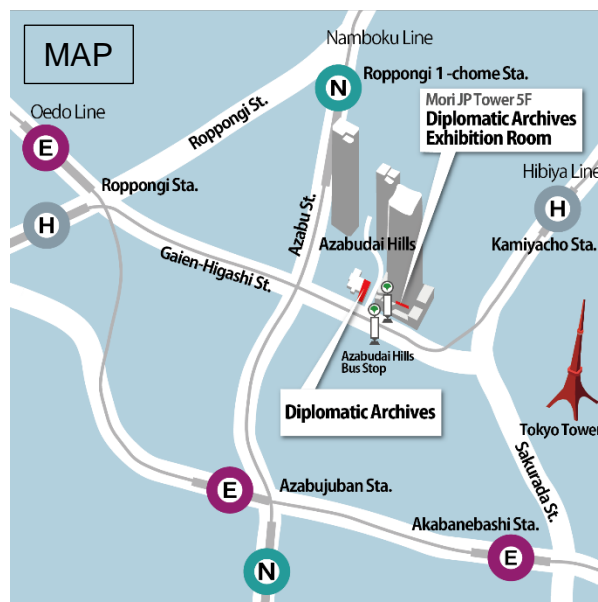 MAP
Namboku Line
N
Roppongi 1-chome Sta.
Mori JP Tower 5F
Diplomatic Archives
Exhibition Room
Oedo Line
E
Roppongi St.
Roppongi Sta.
H
Hibiya Line
H
Kamiyacho Sta.
Azabu St.
Azabudai Hills
Gaien-Higashi St.
Azabudai Hills
Bus Stop
Diplomatic Archives
Tokyo Tower
Sakurada St.
E
Azabujuban Sta.
Akabanebashi Sta.
E
N